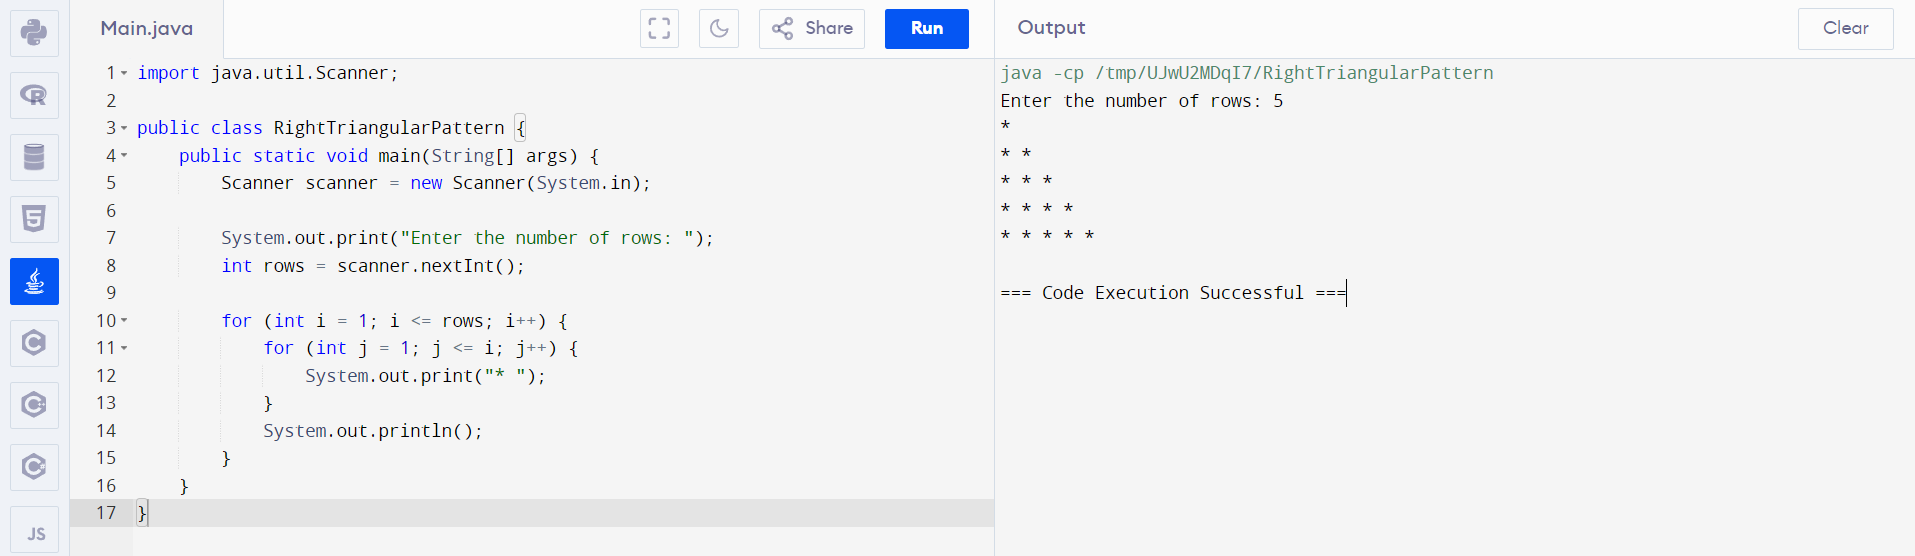 Main.java
Share
Run
Output
Clear
1 import java.util.Scanner;
2
3 public class RightTriangularPattern {
4     public static void main(String[] args) {
5         Scanner scanner = new Scanner(System.in);
6
7         System.out.print("Enter the number of rows: ");
8         int rows = scanner.nextInt();
9
10         for (int i = 1; i <= rows; i++) {
11             for (int j = 1; j <= i; j++) {
12                 System.out.print("* ");
13             }
14             System.out.println();
15         }
16     }
17 }
java -cp /tmp/UJwU2MDqI7/RightTriangularPattern
Enter the number of rows: 5
*
* *
* * *
* * * *
* * * * *
=== Code Execution Successful ===
R
5
C
C+
C#
JS